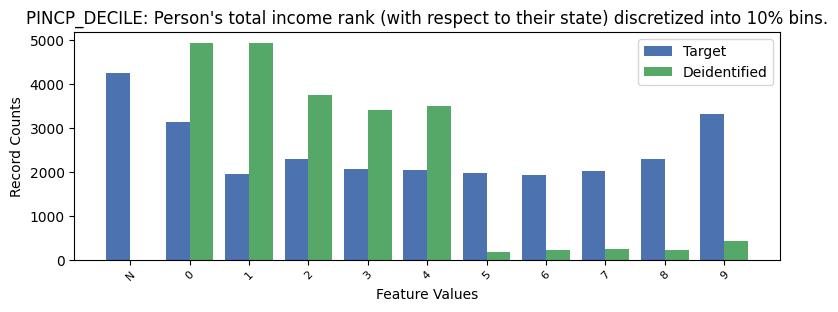 PINCP_DECILE: Person's total income rank (with respect to their state) discretized into 10% bins.
Target
Deidentified
5000
4000
3000
2000
1000
0
Record Counts
N 0 1 2 3 4 5 6 7 8 9
Feature Values